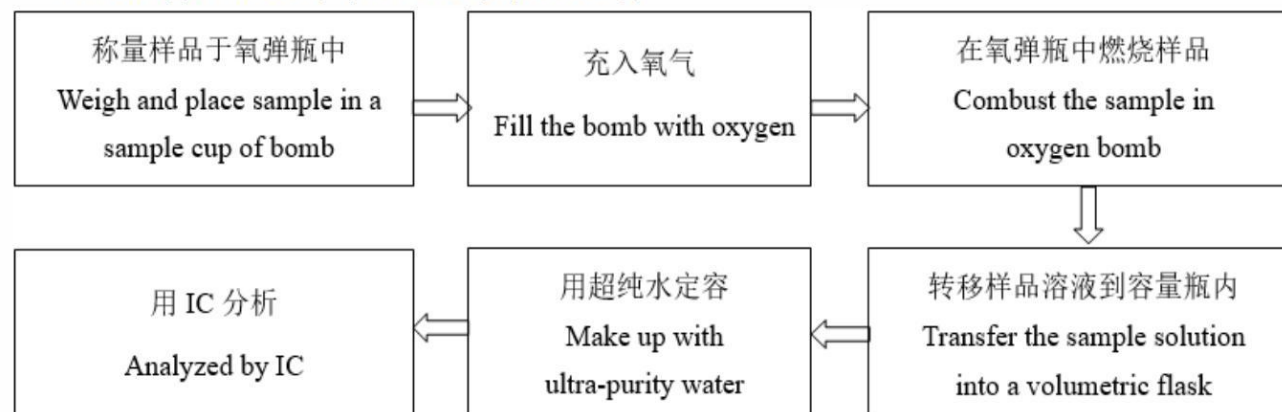 称量样品于氧弹瓶中
Weigh and place sample in a
sample cup of bomb
充入氧气
Fill the bomb with oxygen
在氧弹瓶中燃烧样品
Combust the sample in
oxygen bomb
转移样品溶液到容量瓶内
Transfer the sample solution
into a volumetric flask
用超纯水定容
Make up with
ultra-purity water
用 IC 分析
Analyzed by IC